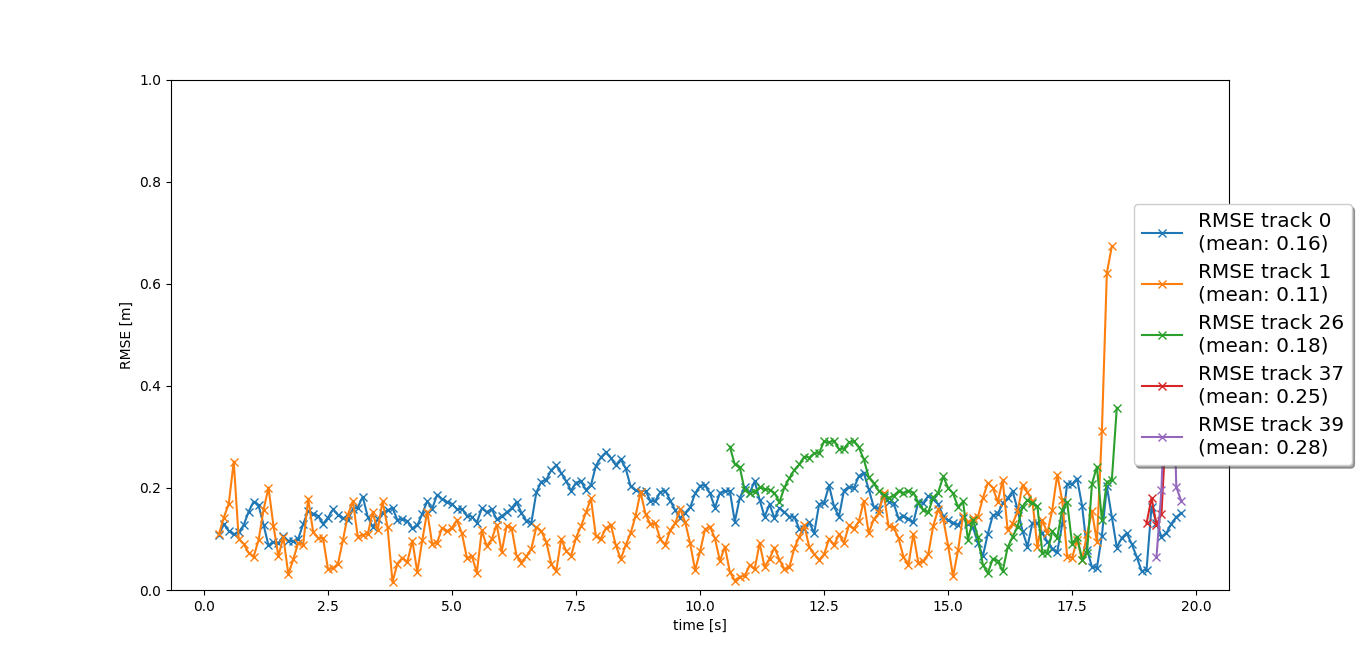 1.0
0.8
0.6
0.4
0.2
0.0
RMSE [m]
0.0 2.5 5.0 7.5 10.0 12.5 15.0 17.5 20.0
time [s]
RMSE track 0
(mean: 0.16)
RMSE track 1
(mean: 0.11)
RMSE track 26
(mean: 0.18)
RMSE track 37
(mean: 0.25)
RMSE track 39
(mean: 0.28)